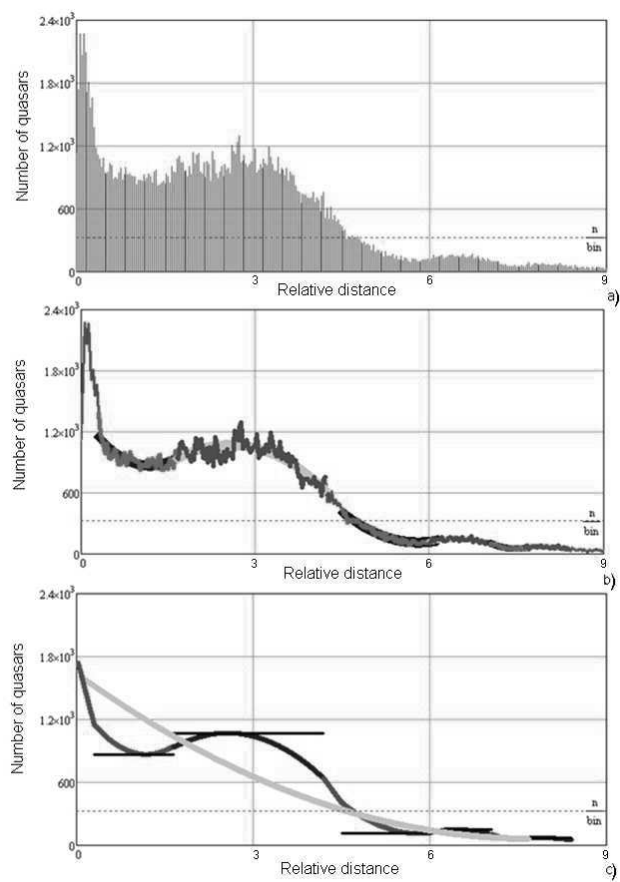 2.4×10³
1.8×10³
1.2×10³
600
0
Number of quasars
n
bin
0 3 6 9
Relative distance
a)
2.4×10³
1.8×10³
1.2×10³
600
0
Number of quasars
n
bin
0 3 6 9
Relative distance
b)
2.4×10³
1.8×10³
1.2×10³
600
0
Number of quasars
n
bin
0 3 6 9
Relative distance
c)